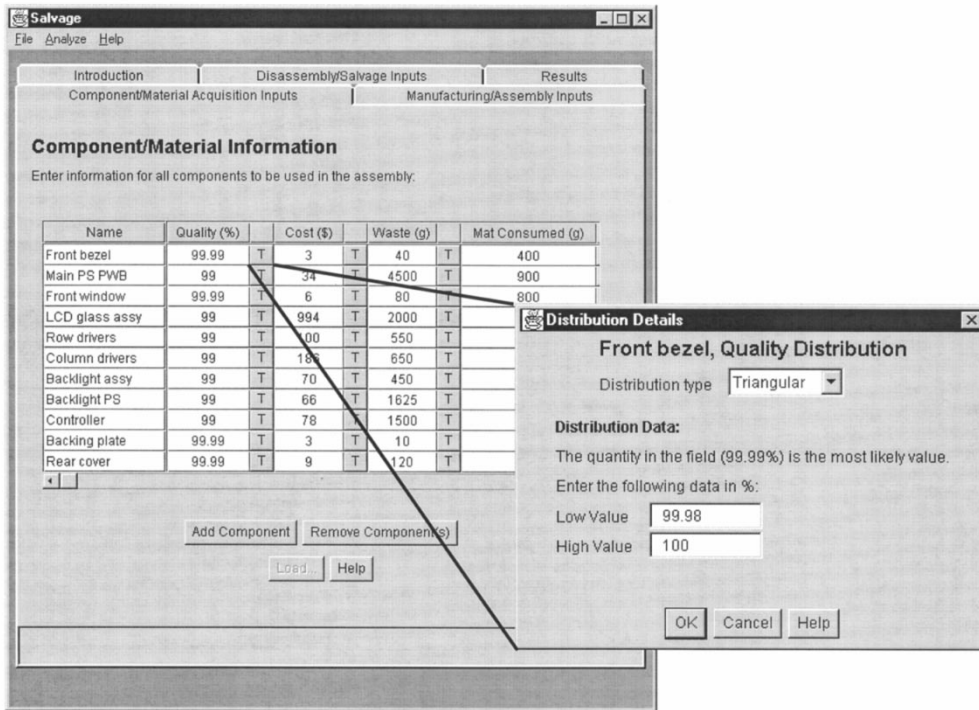 Salvage
File Analyze Help
Introduction Disassembly/Salvage Inputs Results
Component/Material Acquisition Inputs Manufacturing/Assembly Inputs
Component/Material Information
Enter information for all components to be used in the assembly:
Name Quality (%) Cost ($) Waste (g) Mat Consumed (g)
Front bezel 99.99 T 3 T 40 T 400
Main PS PWB 99 T 34 T 4500 T 900
Front window 99.99 T 6 T 80 T 800
LCD glass assy 99 T 994 T 2000 T
Row drivers 99 T 100 T 550 T
Column drivers 99 T T 650 T
Backlight assy 99 T 70 T 450 T
Backlight PS 99 T 66 T 1625 T
Controller 99 T 78 T 1500 T
Backing plate 99.99 T 3 T 10 T
Rear cover 99.99 T 9 T 120 T
Add Component Remove Component(s)
Load... Help
Distribution Details
Front bezel, Quality Distribution
Distribution type Triangular
Distribution Data:
The quantity in the field (99.99%) is the most likely value.
Enter the following data in %:
Low Value 99.98
High Value 100
OK Cancel Help